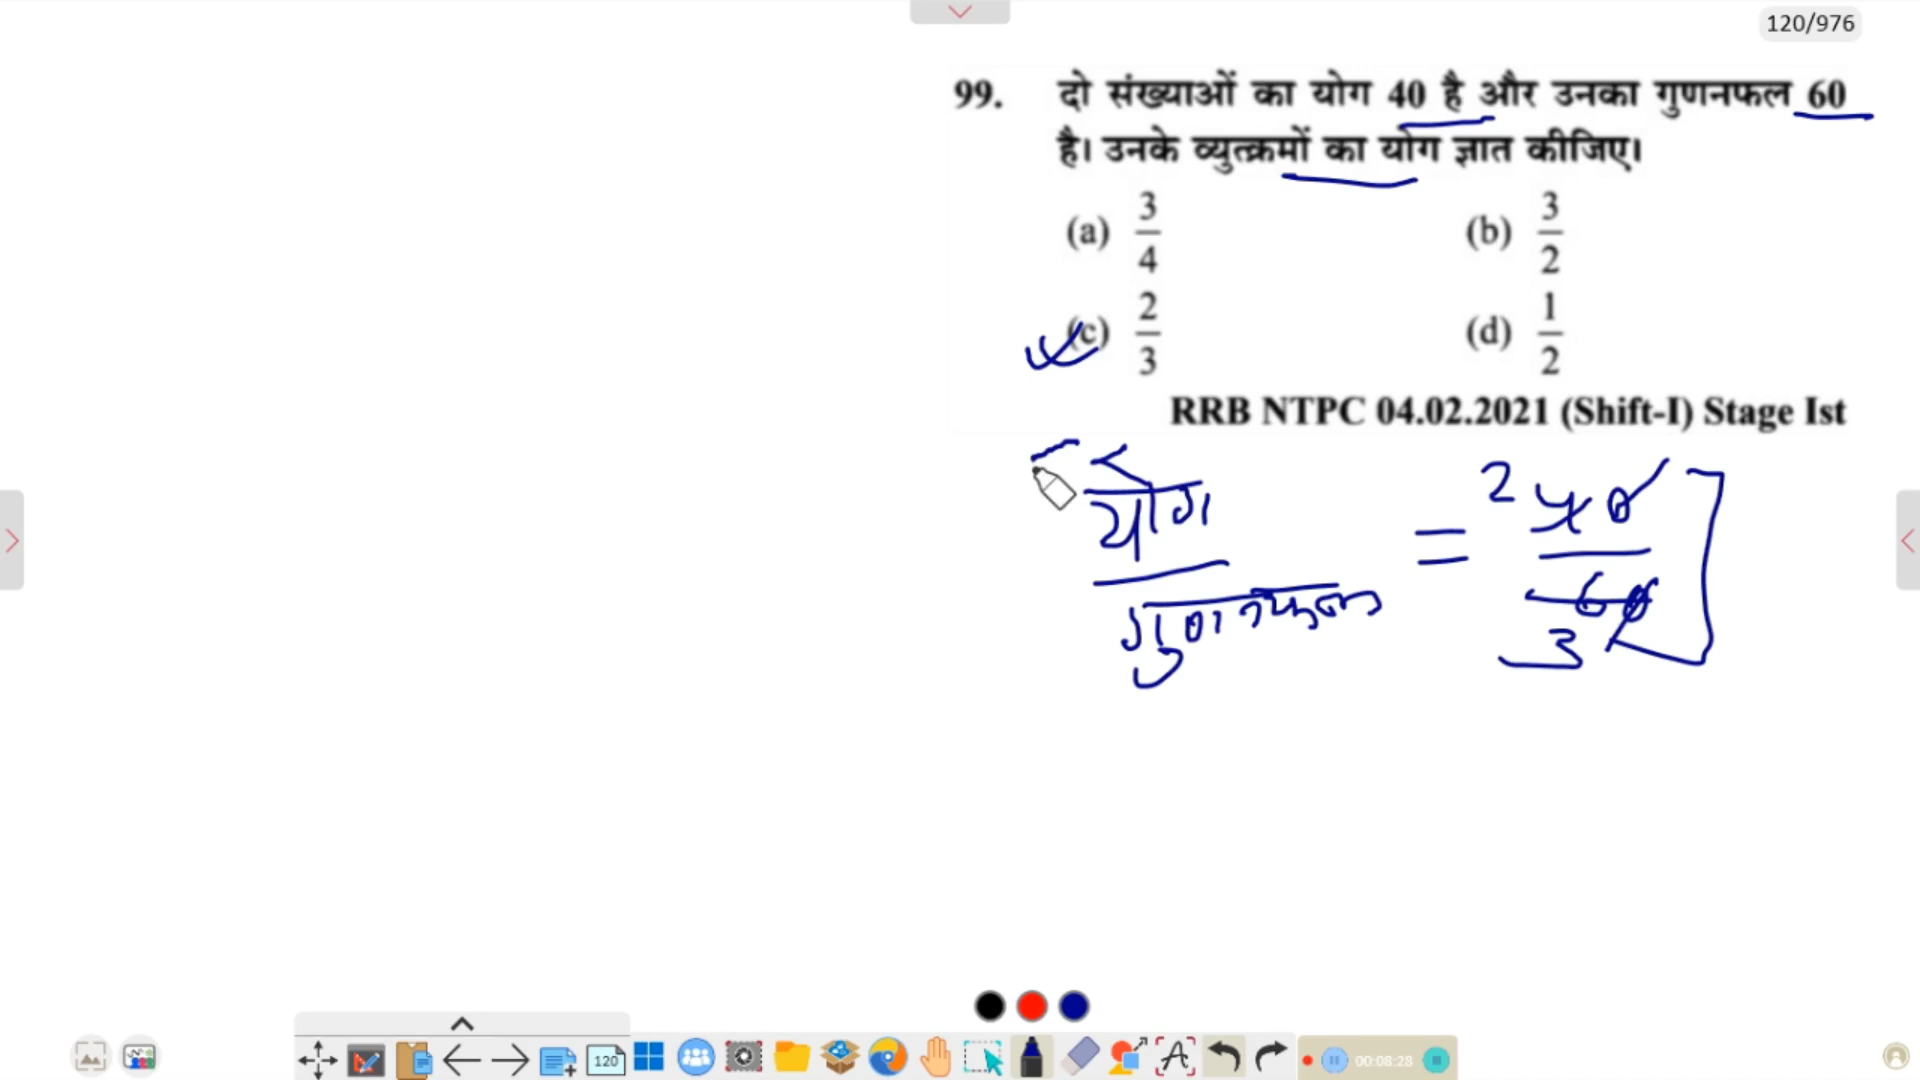 120/976
99. दो संख्याओं का योग 40 है और उनका गुणनफल 60
है। उनके व्युत्क्रमों का योग ज्ञात कीजिए।
(a) 3/4 (b) 3/2
(c) 2/3 (d) 1/2
RRB NTPC 04.02.2021 (Shift-I) Stage Ist
योग = 2 40
गुणनफल 60
3
120
00:08:28